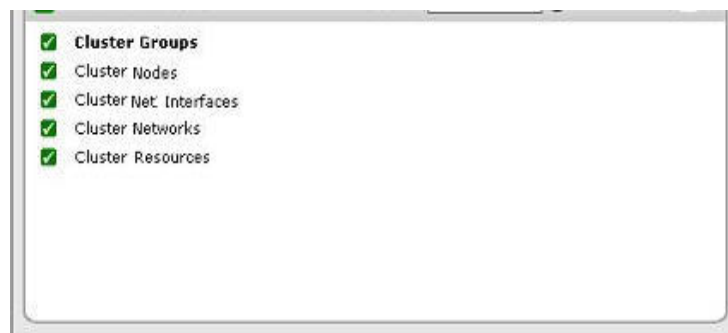 Cluster Groups
Cluster Nodes
Cluster Net. Interfaces
Cluster Networks
Cluster Resources